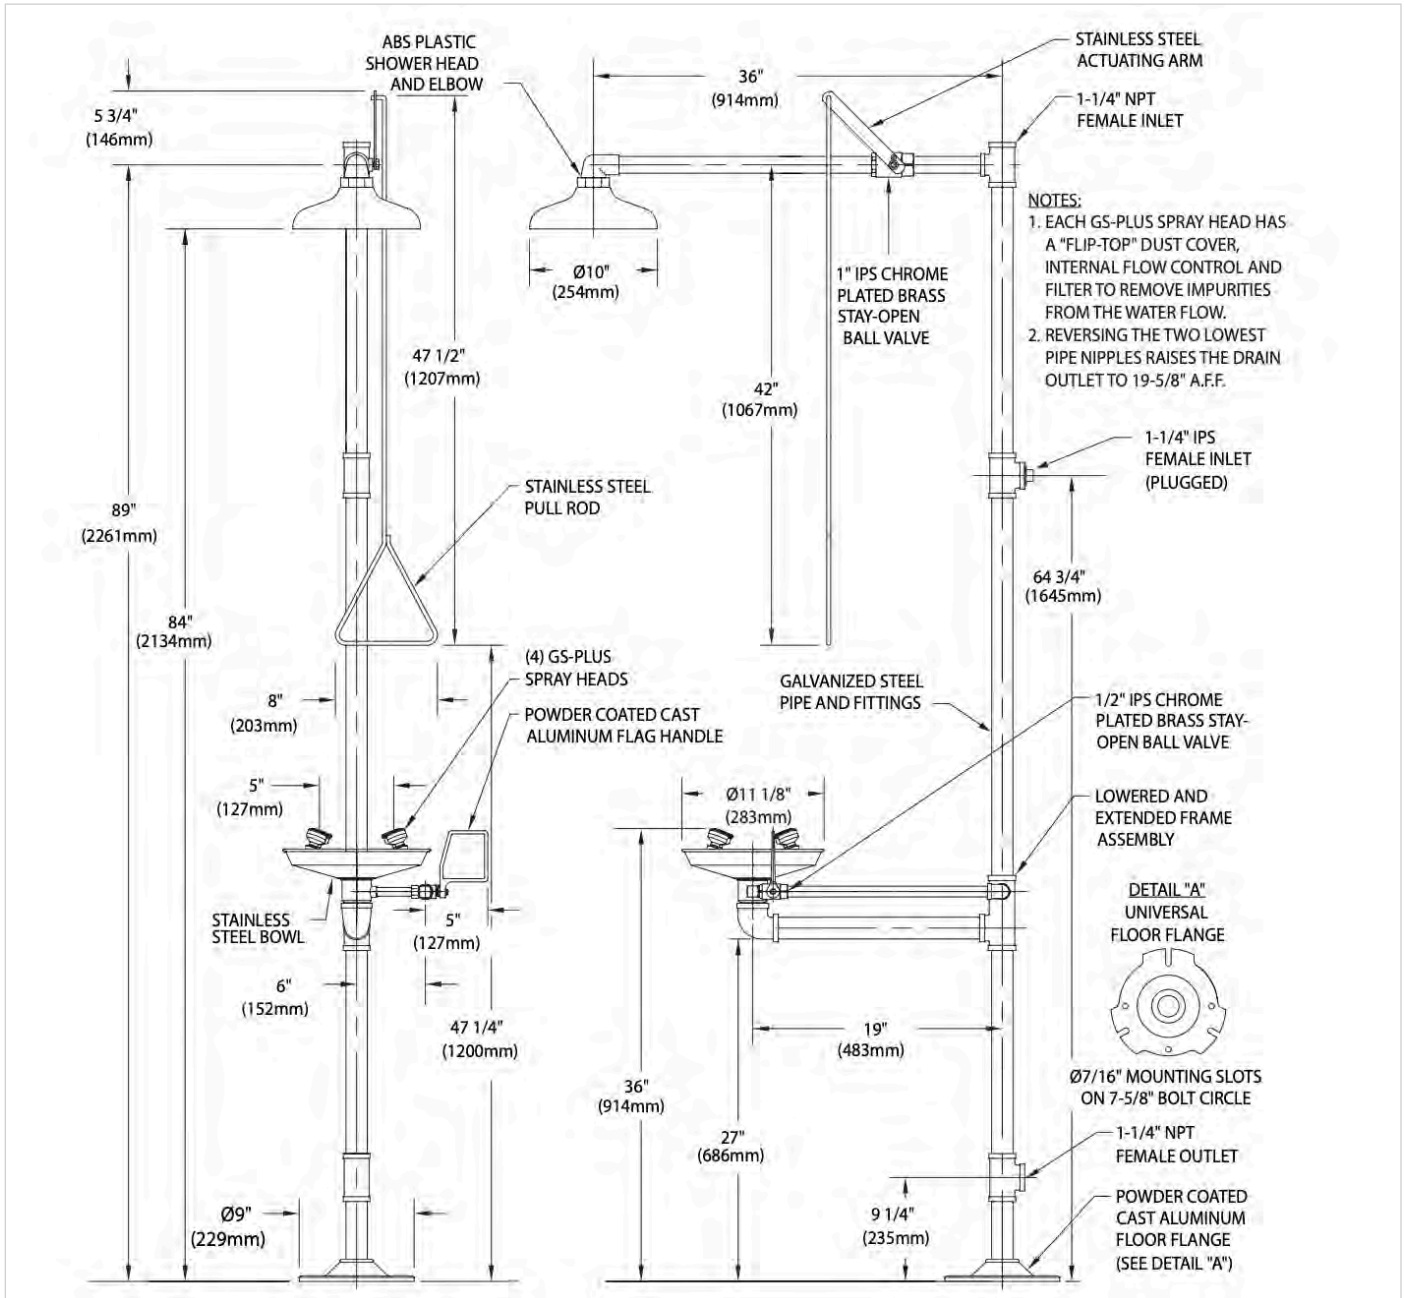 ABS PLASTIC
SHOWER HEAD
AND ELBOW
STAINLESS STEEL
ACTUATING ARM
36"
(914mm)
1-1/4" NPT
FEMALE INLET
5 3/4"
(146mm)
NOTES:
1. EACH GS-PLUS SPRAY HEAD HAS
A "FLIP-TOP" DUST COVER,
INTERNAL FLOW CONTROL AND
FILTER TO REMOVE IMPURITIES
FROM THE WATER FLOW.
2. REVERSING THE TWO LOWEST
PIPE NIPPLES RAISES THE DRAIN
OUTLET TO 19-5/8" A.F.F.
Ø10"
(254mm)
1" IPS CHROME
PLATED BRASS
STAY-OPEN
BALL VALVE
47 1/2"
(1207mm)
42"
(1067mm)
1-1/4" IPS
FEMALE INLET
(PLUGGED)
STAINLESS STEEL
PULL ROD
89"
(2261mm)
64 3/4"
(1645mm)
84"
(2134mm)
(4) GS-PLUS
SPRAY HEADS
GALVANIZED STEEL
PIPE AND FITTINGS
8"
(203mm)
1/2" IPS CHROME
PLATED BRASS STAY-
OPEN BALL VALVE
POWDER COATED CAST
ALUMINUM FLAG HANDLE
5"
(127mm)
Ø11 1/8"
(283mm)
LOWERED AND
EXTENDED FRAME
ASSEMBLY
DETAIL "A"
UNIVERSAL
FLOOR FLANGE
STAINLESS
STEEL BOWL
5"
(127mm)
6"
(152mm)
47 1/4"
(1200mm)
19"
(483mm)
36"
(914mm)
Ø7/16" MOUNTING SLOTS
ON 7-5/8" BOLT CIRCLE
27"
(686mm)
1-1/4" NPT
FEMALE OUTLET
Ø9"
(229mm)
9 1/4"
(235mm)
POWDER COATED
CAST ALUMINUM
FLOOR FLANGE
(SEE DETAIL "A")